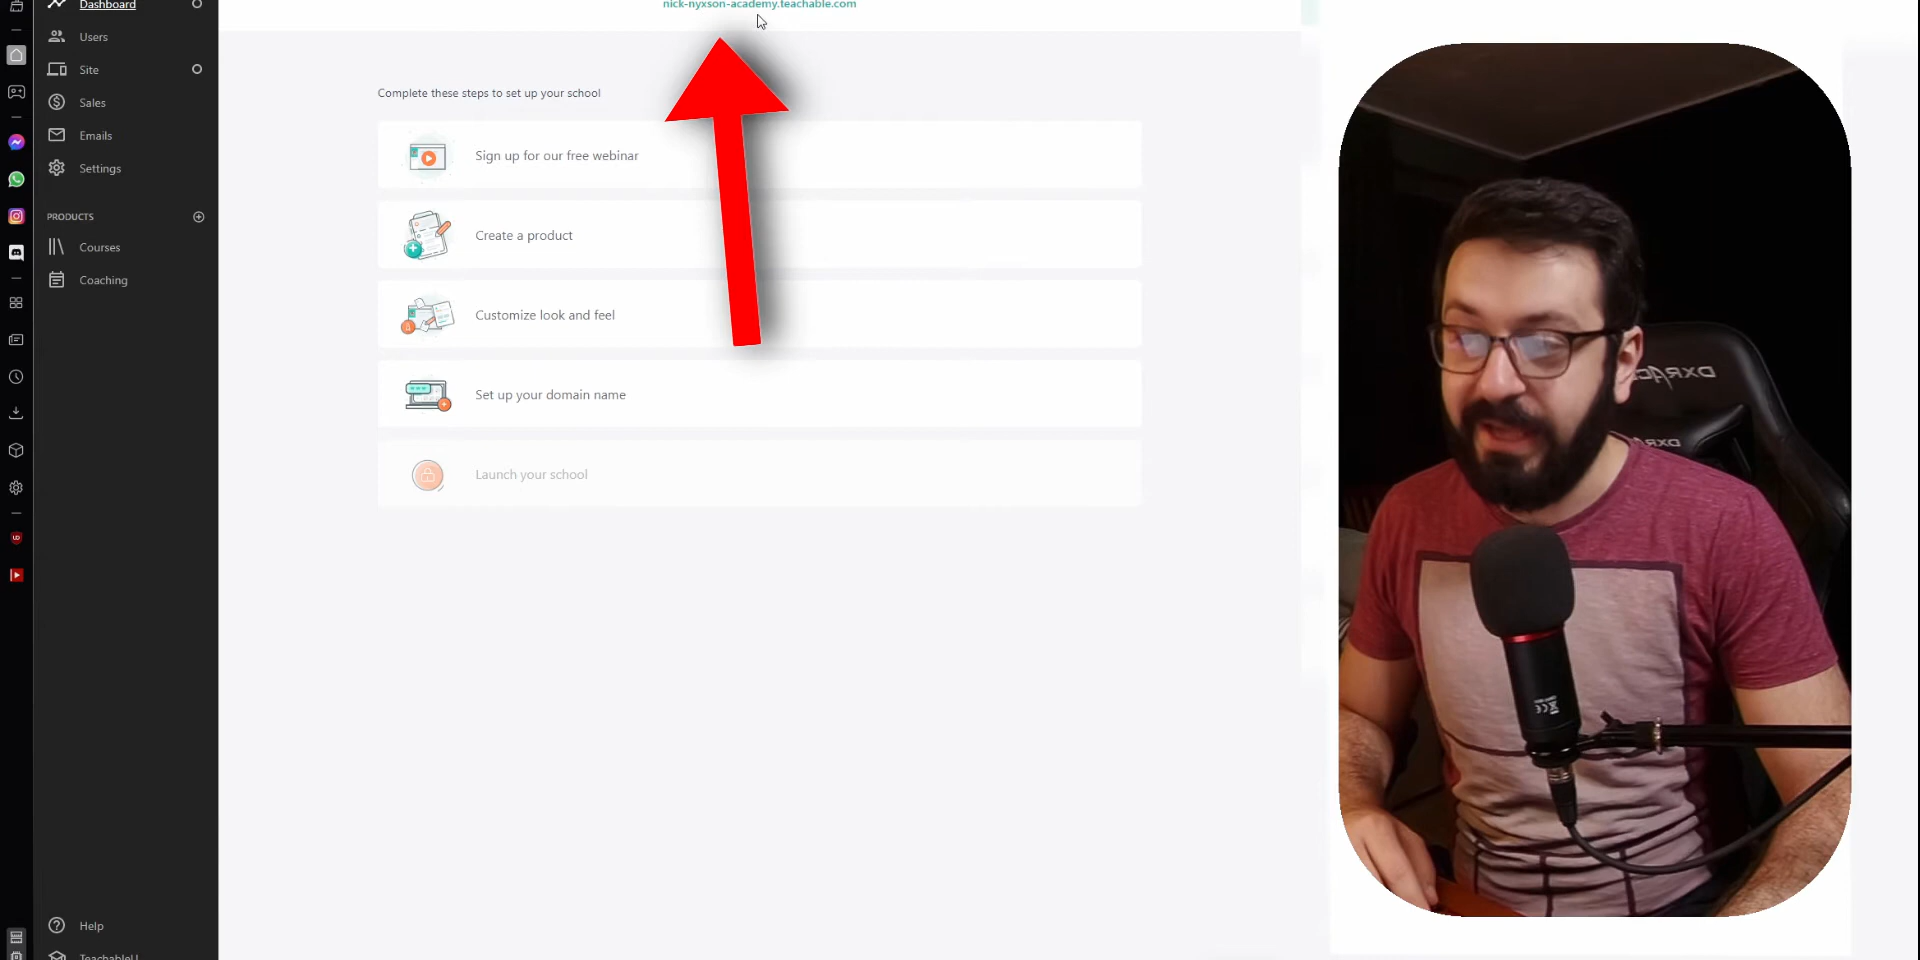 nick-nyxson-academy.teachable.com
Dashboard
Users
Site
Sales
Emails
Settings
PRODUCTS
Courses
Coaching
Help
Complete these steps to set up your school
Sign up for our free webinar
Create a product
Customize look and feel
Set up your domain name
Launch your school